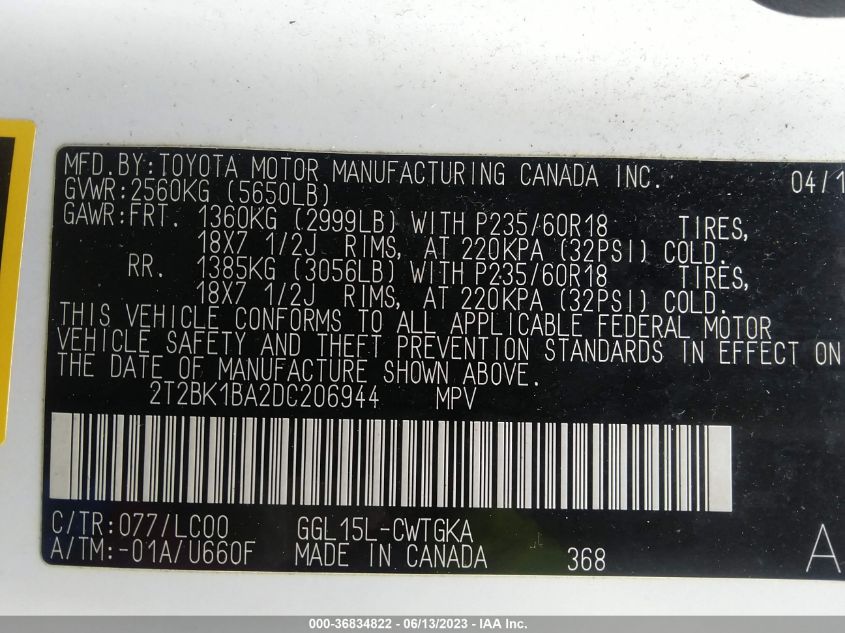 MFD.BY:TOYOTA MOTOR MANUFACTURING CANADA INC. 04/1
GVWR:2560KG (5650LB)
GAWR:FRT. 1360KG (2999LB) WITH P235/60R18 TIRES,
18X7 1/2J RIMS, AT 220KPA (32PSI) COLD.
RR. 1385KG (3056LB) WITH P235/60R18 TIRES,
18X7 1/2J RIMS, AT 220KPA (32PSI) COLD.
THIS VEHICLE CONFORMS TO ALL APPLICABLE FEDERAL MOTOR
VEHICLE SAFETY AND THEFT PREVENTION STANDARDS IN EFFECT ON
THE DATE OF MANUFACTURE SHOWN ABOVE.
2T2BK1BA2DC206944 MPV
C/TR:077/LC00 GGL15L-CWTGKA
A/TM:-01A/U660F MADE IN CANADA 368 A
000-36834822 - 06/13/2023 - IAA Inc.